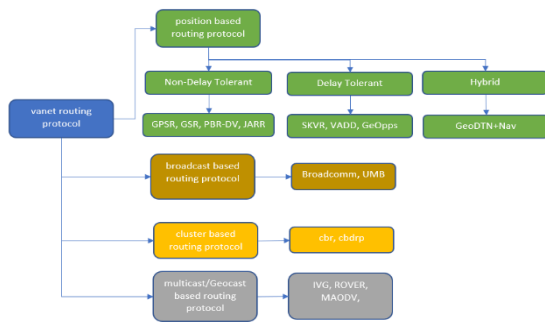 position based
routing protocol
Non-Delay Tolerant
Delay Tolerant
Hybrid
vanet routing
protocol
GPSR, GSR, PBR-DV, JARR
SKVR, VADD, GeOpps
GeoDTN+Nav
broadcast based
routing protocol
Broadcomm, UMB
cluster based
routing protocol
cbr, cbdrp
multicast/Geocast
based routing
protocol
IVG, ROVER,
MAODV,